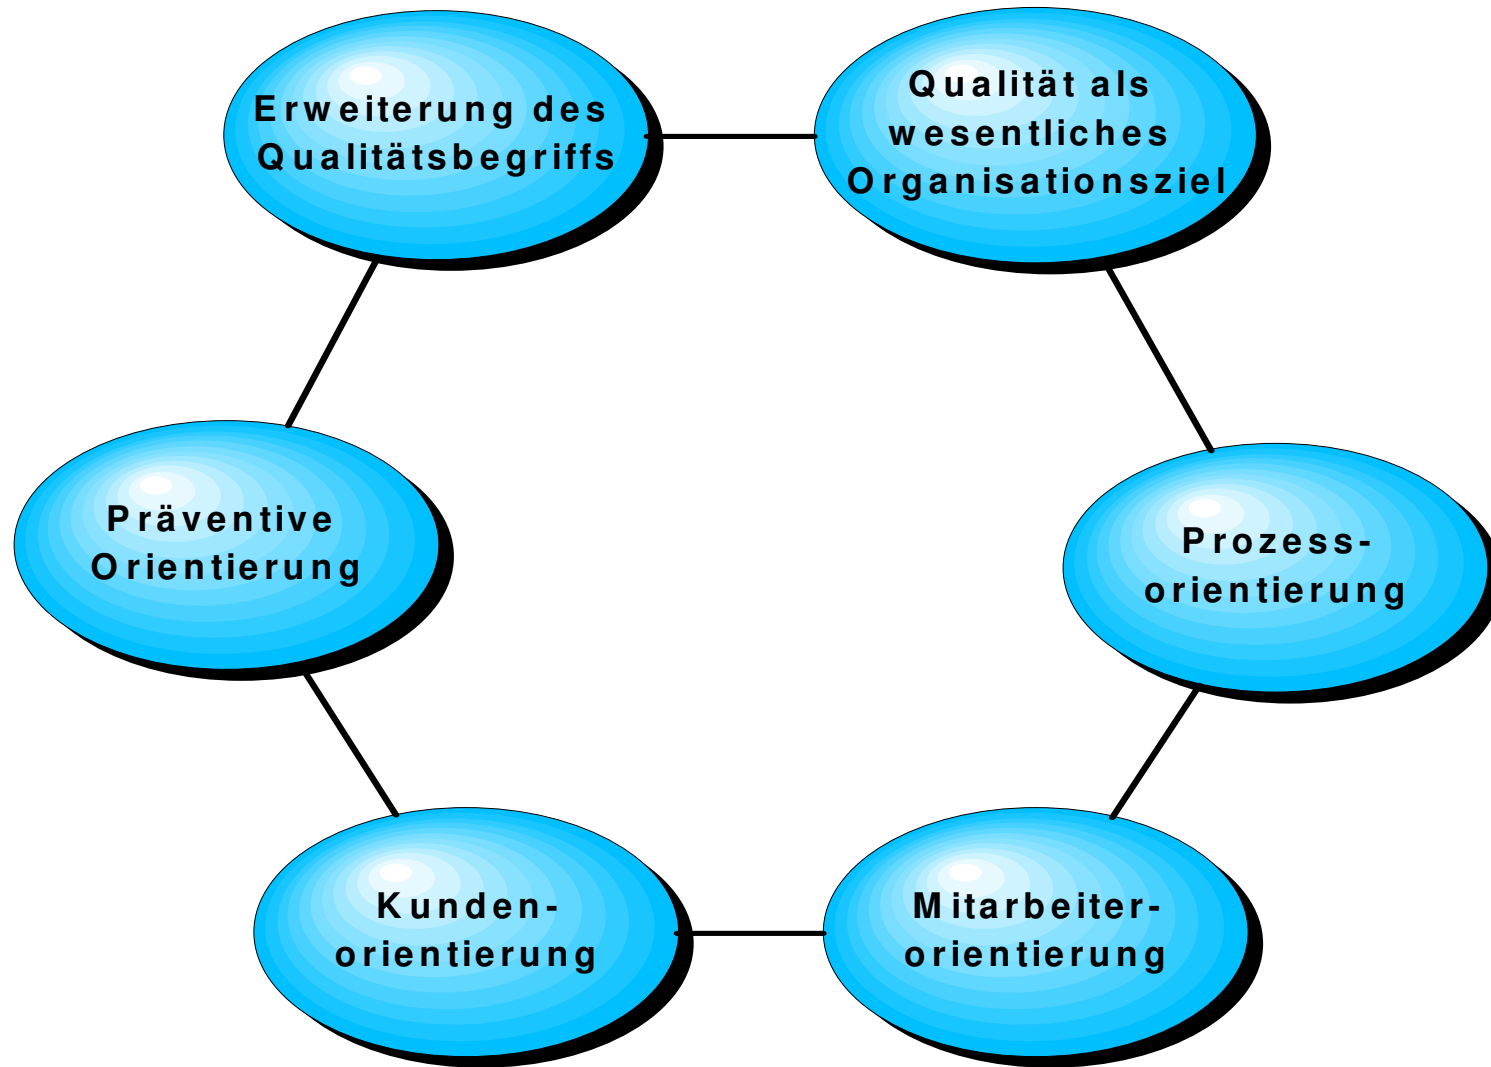 Erweiterung des
Qualitätsbegriffs
Qualität als
wesentliches
Organisationsziel
Präventive
Orientierung
Prozess-
orientierung
Kunden-
orientierung
Mitarbeiter-
orientierung